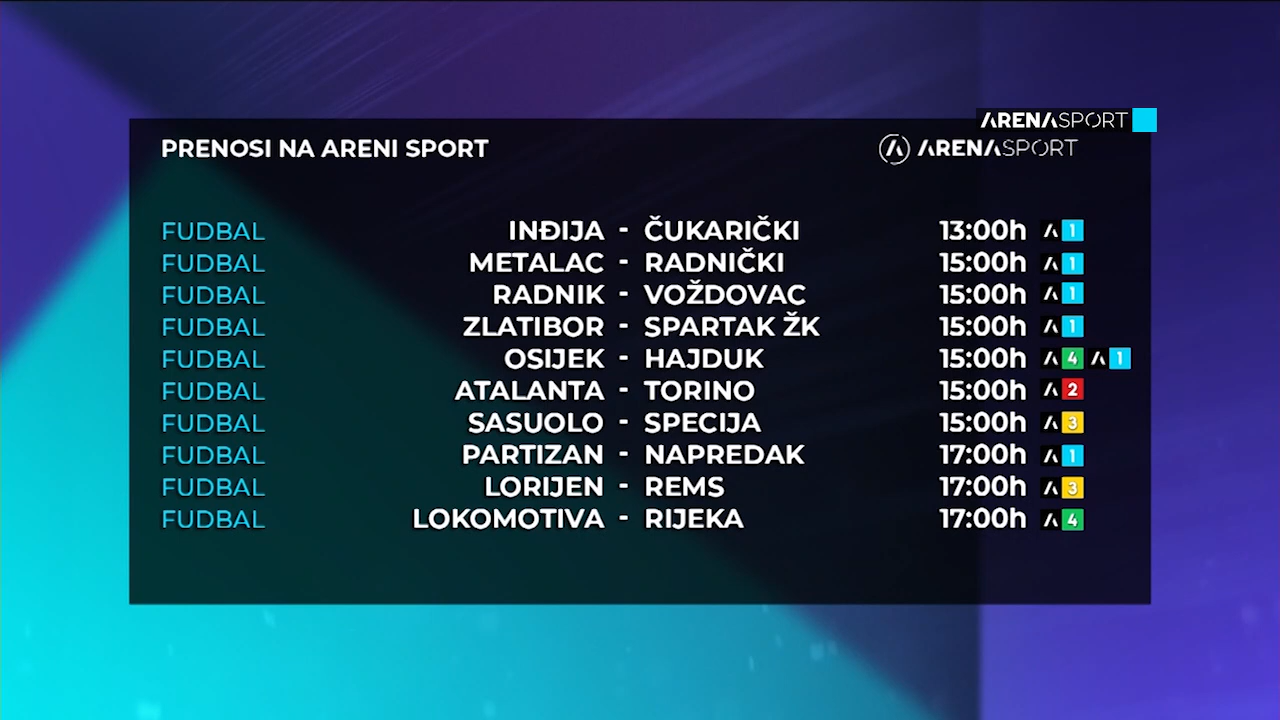 ARENASPORT
PRENOSI NA ARENI SPORT ARENASPORT
FUDBAL INĐIJA - ČUKARIČKI 13:00h 1
FUDBAL METALAC - RADNIČKI 15:00h 1
FUDBAL RADNIK - VOŽDOVAC 15:00h 1
FUDBAL ZLATIBOR - SPARTAK ŽK 15:00h 1
FUDBAL OSIJEK - HAJDUK 15:00h 4 1
FUDBAL ATALANTA - TORINO 15:00h 2
FUDBAL SASUOLO - SPECIJA 15:00h 3
FUDBAL PARTIZAN - NAPREDAK 17:00h 1
FUDBAL LORIJEN - REMS 17:00h 3
FUDBAL LOKOMOTIVA - RIJEKA 17:00h 4